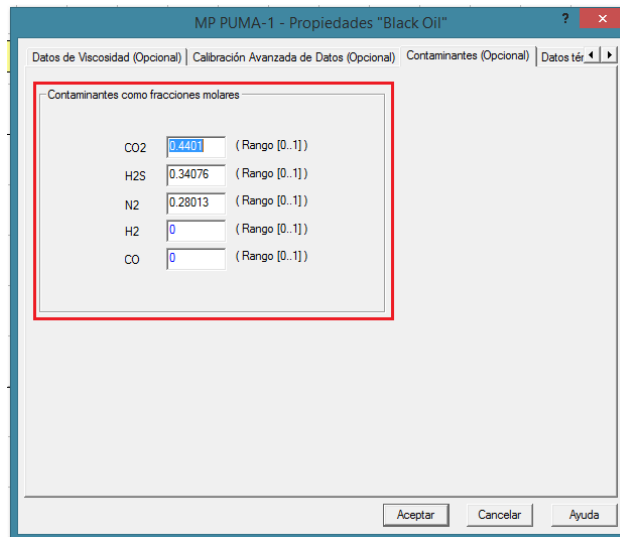 MP PUMA-1 - Propiedades "Black Oil"
? ×
Datos de Viscosidad (Opcional) Calibración Avanzada de Datos (Opcional) Contaminantes (Opcional) Datos tér
Contaminantes como fracciones molares
CO2 0.4401 ( Rango [0..1] )
H2S 0.34076 ( Rango [0..1] )
N2 0.28013 ( Rango [0..1] )
H2 0 ( Rango [0..1] )
CO 0 ( Rango [0..1] )
Aceptar Cancelar Ayuda